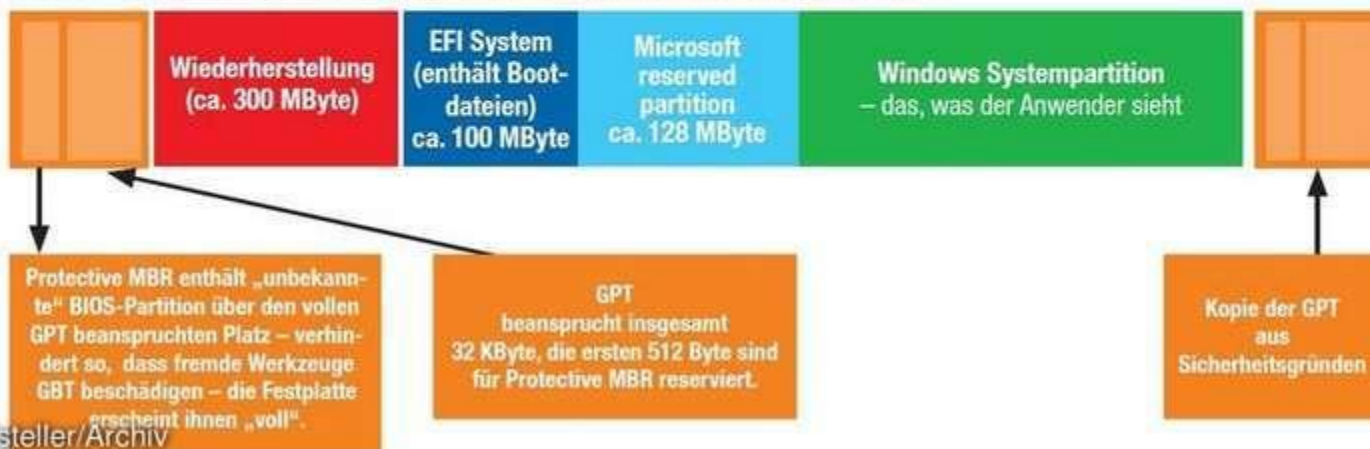 Wiederherstellung
(ca. 300 MByte)
EFI System
(enthält Boot-
dateien)
ca. 100 MByte
Microsoft
reserved
partition
ca. 128 MByte
Windows Systempartition
– das, was der Anwender sieht
Protective MBR enthält „unbekann-
te“ BIOS-Partition über den vollen
GPT beanspruchten Platz – verhin-
dert so, dass fremde Werkzeuge
GBT beschädigen – die Festplatte
erscheint ihnen „voll“.
GPT
beansprucht insgesamt
32 KByte, die ersten 512 Byte sind
für Protective MBR reserviert.
Kopie der GPT
aus
Sicherheitsgründen
steller/Archiv